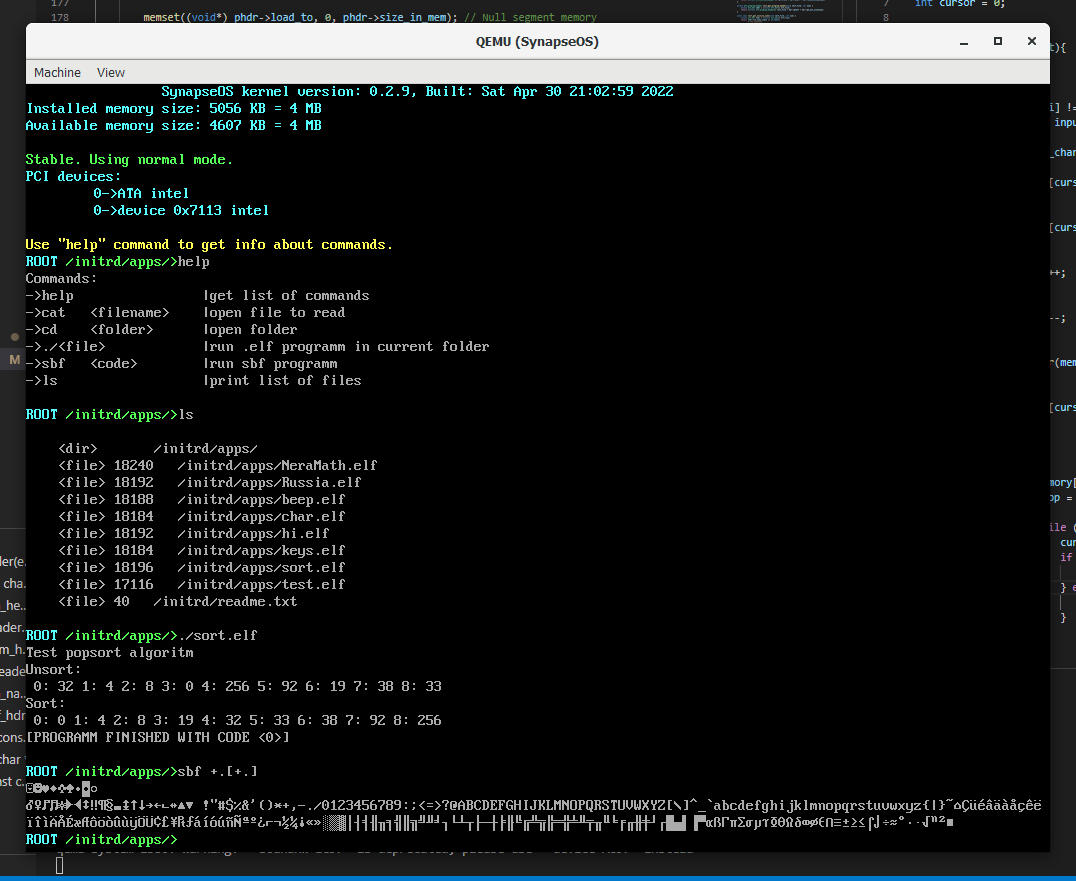 177
178 memset((void*) phdr->load_to, 0, phdr->size_in_mem); // Null segment memory
7 int cursor = 0;
8
QEMU (SynapseOS)
Machine View
SynapseOS kernel version: 0.2.9, Built: Sat Apr 30 21:02:59 2022
Installed memory size: 5056 KB = 4 MB
Available memory size: 4607 KB = 4 MB
Stable. Using normal mode.
PCI devices:
0->ATA intel
0->device 0x7113 intel
Use "help" command to get info about commands.
ROOT /initrd/apps/>help
Commands:
->help |get list of commands
->cat <filename> |open file to read
->cd <folder> |open folder
->./<file> |run .elf programm in current folder
->sbf <code> |run sbf programm
->ls |print list of files
ROOT /initrd/apps/>ls
<dir> /initrd/apps/
<file> 18240 /initrd/apps/NeraMath.elf
<file> 18192 /initrd/apps/Russia.elf
<file> 18188 /initrd/apps/beep.elf
<file> 18184 /initrd/apps/char.elf
<file> 18192 /initrd/apps/hi.elf
<file> 18184 /initrd/apps/keys.elf
<file> 18196 /initrd/apps/sort.elf
<file> 17116 /initrd/apps/test.elf
<file> 40 /initrd/readme.txt
ROOT /initrd/apps/>./sort.elf
Test popsort algoritm
Unsort:
0: 32 1: 4 2: 8 3: 0 4: 256 5: 92 6: 19 7: 38 8: 33
Sort:
0: 0 1: 4 2: 8 3: 19 4: 32 5: 33 6: 38 7: 92 8: 256
[PROGRAMM FINISHED WITH CODE <0>]
ROOT /initrd/apps/>sbf +.[+.]
☺☻♥♦♣♠•◘○
♂♀♪♫☼►◄↕‼¶§▬↨↑↓→←∟↔▲▼ !"#$%&'()*+,-./0123456789:;<=>?@ABCDEFGHIJKLMNOPQRSTUVWXYZ[\]^_`abcdefghijklmnopqrstuvwxyz{|}~⌂Çüéâäàåçêë
èïîìÄÅÉæÆôöòûùÿÖÜ¢£¥₧ƒáíóúñÑªº¿⌐¬½¼¡«»░▒▓│┤╡╢╖╕╣║╗╝╜╛┐└┴┬├─┼╞╟╚╔╩╦╠═╬╧╨╤╥╙╘╒╓╫╪┘┌█▄▌▐▀αßΓπΣσµτΦΘΩδ∞φε∩≡±≥≤⌠⌡÷≈°∙·√ⁿ²■
ROOT /initrd/apps/>
M